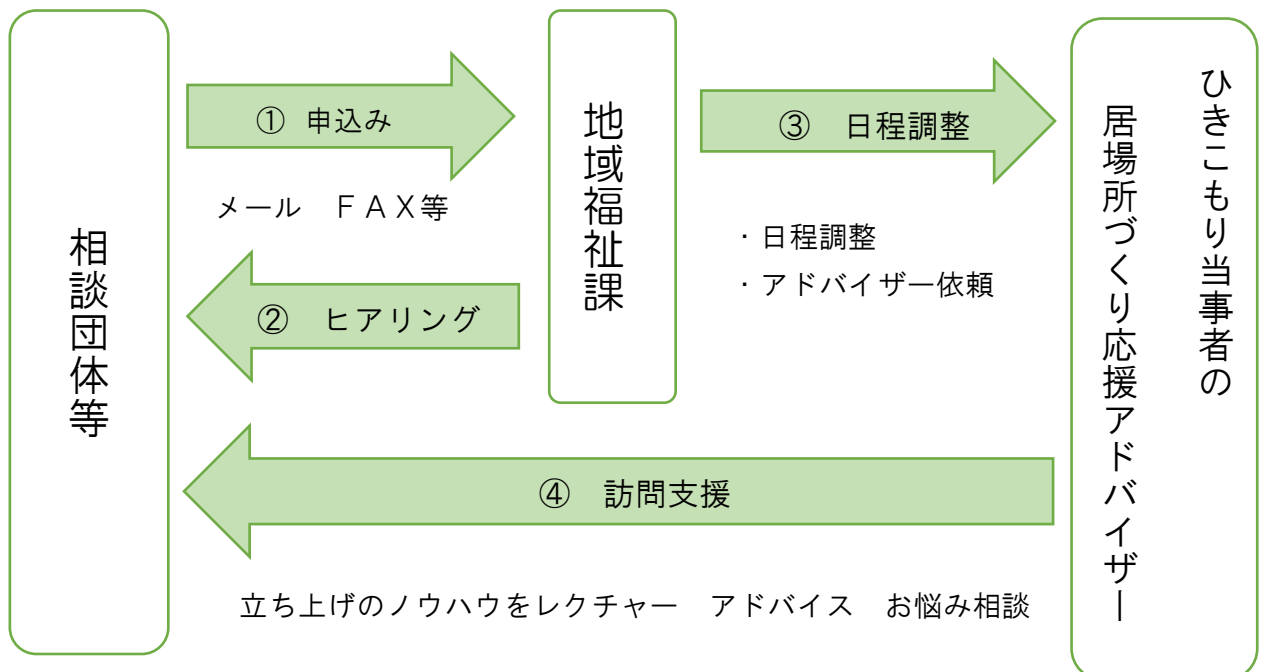 相談団体等
① 申込み
メール　ＦＡＸ等
②　ヒアリング
地域福祉課
③　日程調整
・日程調整
・アドバイザー依頼
ひきこもり当事者の
居場所づくり応援アドバイザー
④　訪問支援
立ち上げのノウハウをレクチャー　アドバイス　お悩み相談